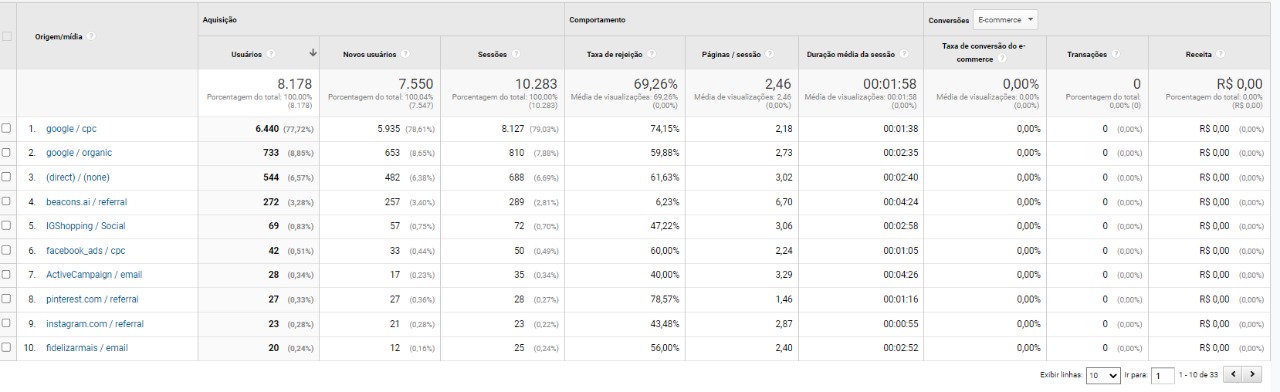 Aquisição Comportamento Conversões E-commerce
Origem/mídia
Usuários Novos usuários Sessões Taxa de rejeição Páginas / sessão Duração média da sessão Taxa de conversão do e-commerce Transações Receita
8.178 7.550 10.283 69,26% 2,46 00:01:58 0,00% 0 R$ 0,00
Porcentagem do total: 100,00% Porcentagem do total: 100,04% Porcentagem do total: 100,00% Média de visualizações: 69,26% Média de visualizações: 2,46 Média de visualizações: 00:01:58 Média de visualizações: 0,00% Porcentagem do total: Porcentagem do total: 0,00%
(8.178) (7.547) (10.283) (0,00%) (0,00%) (0,00%) (0,00%) 0,00% (0) (R$ 0,00)
1. google / cpc 6.440 (77,72%) 5.935 (78,61%) 8.127 (79,03%) 74,15% 2,18 00:01:38 0,00% 0 (0,00%) R$ 0,00 (0,00%)
2. google / organic 733 (8,85%) 653 (8,65%) 810 (7,88%) 59,88% 2,73 00:02:35 0,00% 0 (0,00%) R$ 0,00 (0,00%)
3. (direct) / (none) 544 (6,57%) 482 (6,38%) 688 (6,69%) 61,63% 3,02 00:02:40 0,00% 0 (0,00%) R$ 0,00 (0,00%)
4. beacons.ai / referral 272 (3,28%) 257 (3,40%) 289 (2,81%) 6,23% 6,70 00:04:24 0,00% 0 (0,00%) R$ 0,00 (0,00%)
5. IGShopping / Social 69 (0,83%) 57 (0,75%) 72 (0,70%) 47,22% 3,06 00:02:58 0,00% 0 (0,00%) R$ 0,00 (0,00%)
6. facebook_ads / cpc 42 (0,51%) 33 (0,44%) 50 (0,49%) 60,00% 2,24 00:01:05 0,00% 0 (0,00%) R$ 0,00 (0,00%)
7. ActiveCampaign / email 28 (0,34%) 17 (0,23%) 35 (0,34%) 40,00% 3,29 00:04:26 0,00% 0 (0,00%) R$ 0,00 (0,00%)
8. pinterest.com / referral 27 (0,33%) 27 (0,36%) 28 (0,27%) 78,57% 1,46 00:01:16 0,00% 0 (0,00%) R$ 0,00 (0,00%)
9. instagram.com / referral 23 (0,28%) 21 (0,28%) 23 (0,22%) 43,48% 2,87 00:00:55 0,00% 0 (0,00%) R$ 0,00 (0,00%)
10. fidelizarmais / email 20 (0,24%) 12 (0,16%) 25 (0,24%) 56,00% 2,40 00:02:52 0,00% 0 (0,00%) R$ 0,00 (0,00%)
Exibir linhas: 10 Ir para: 1 1 - 10 de 33